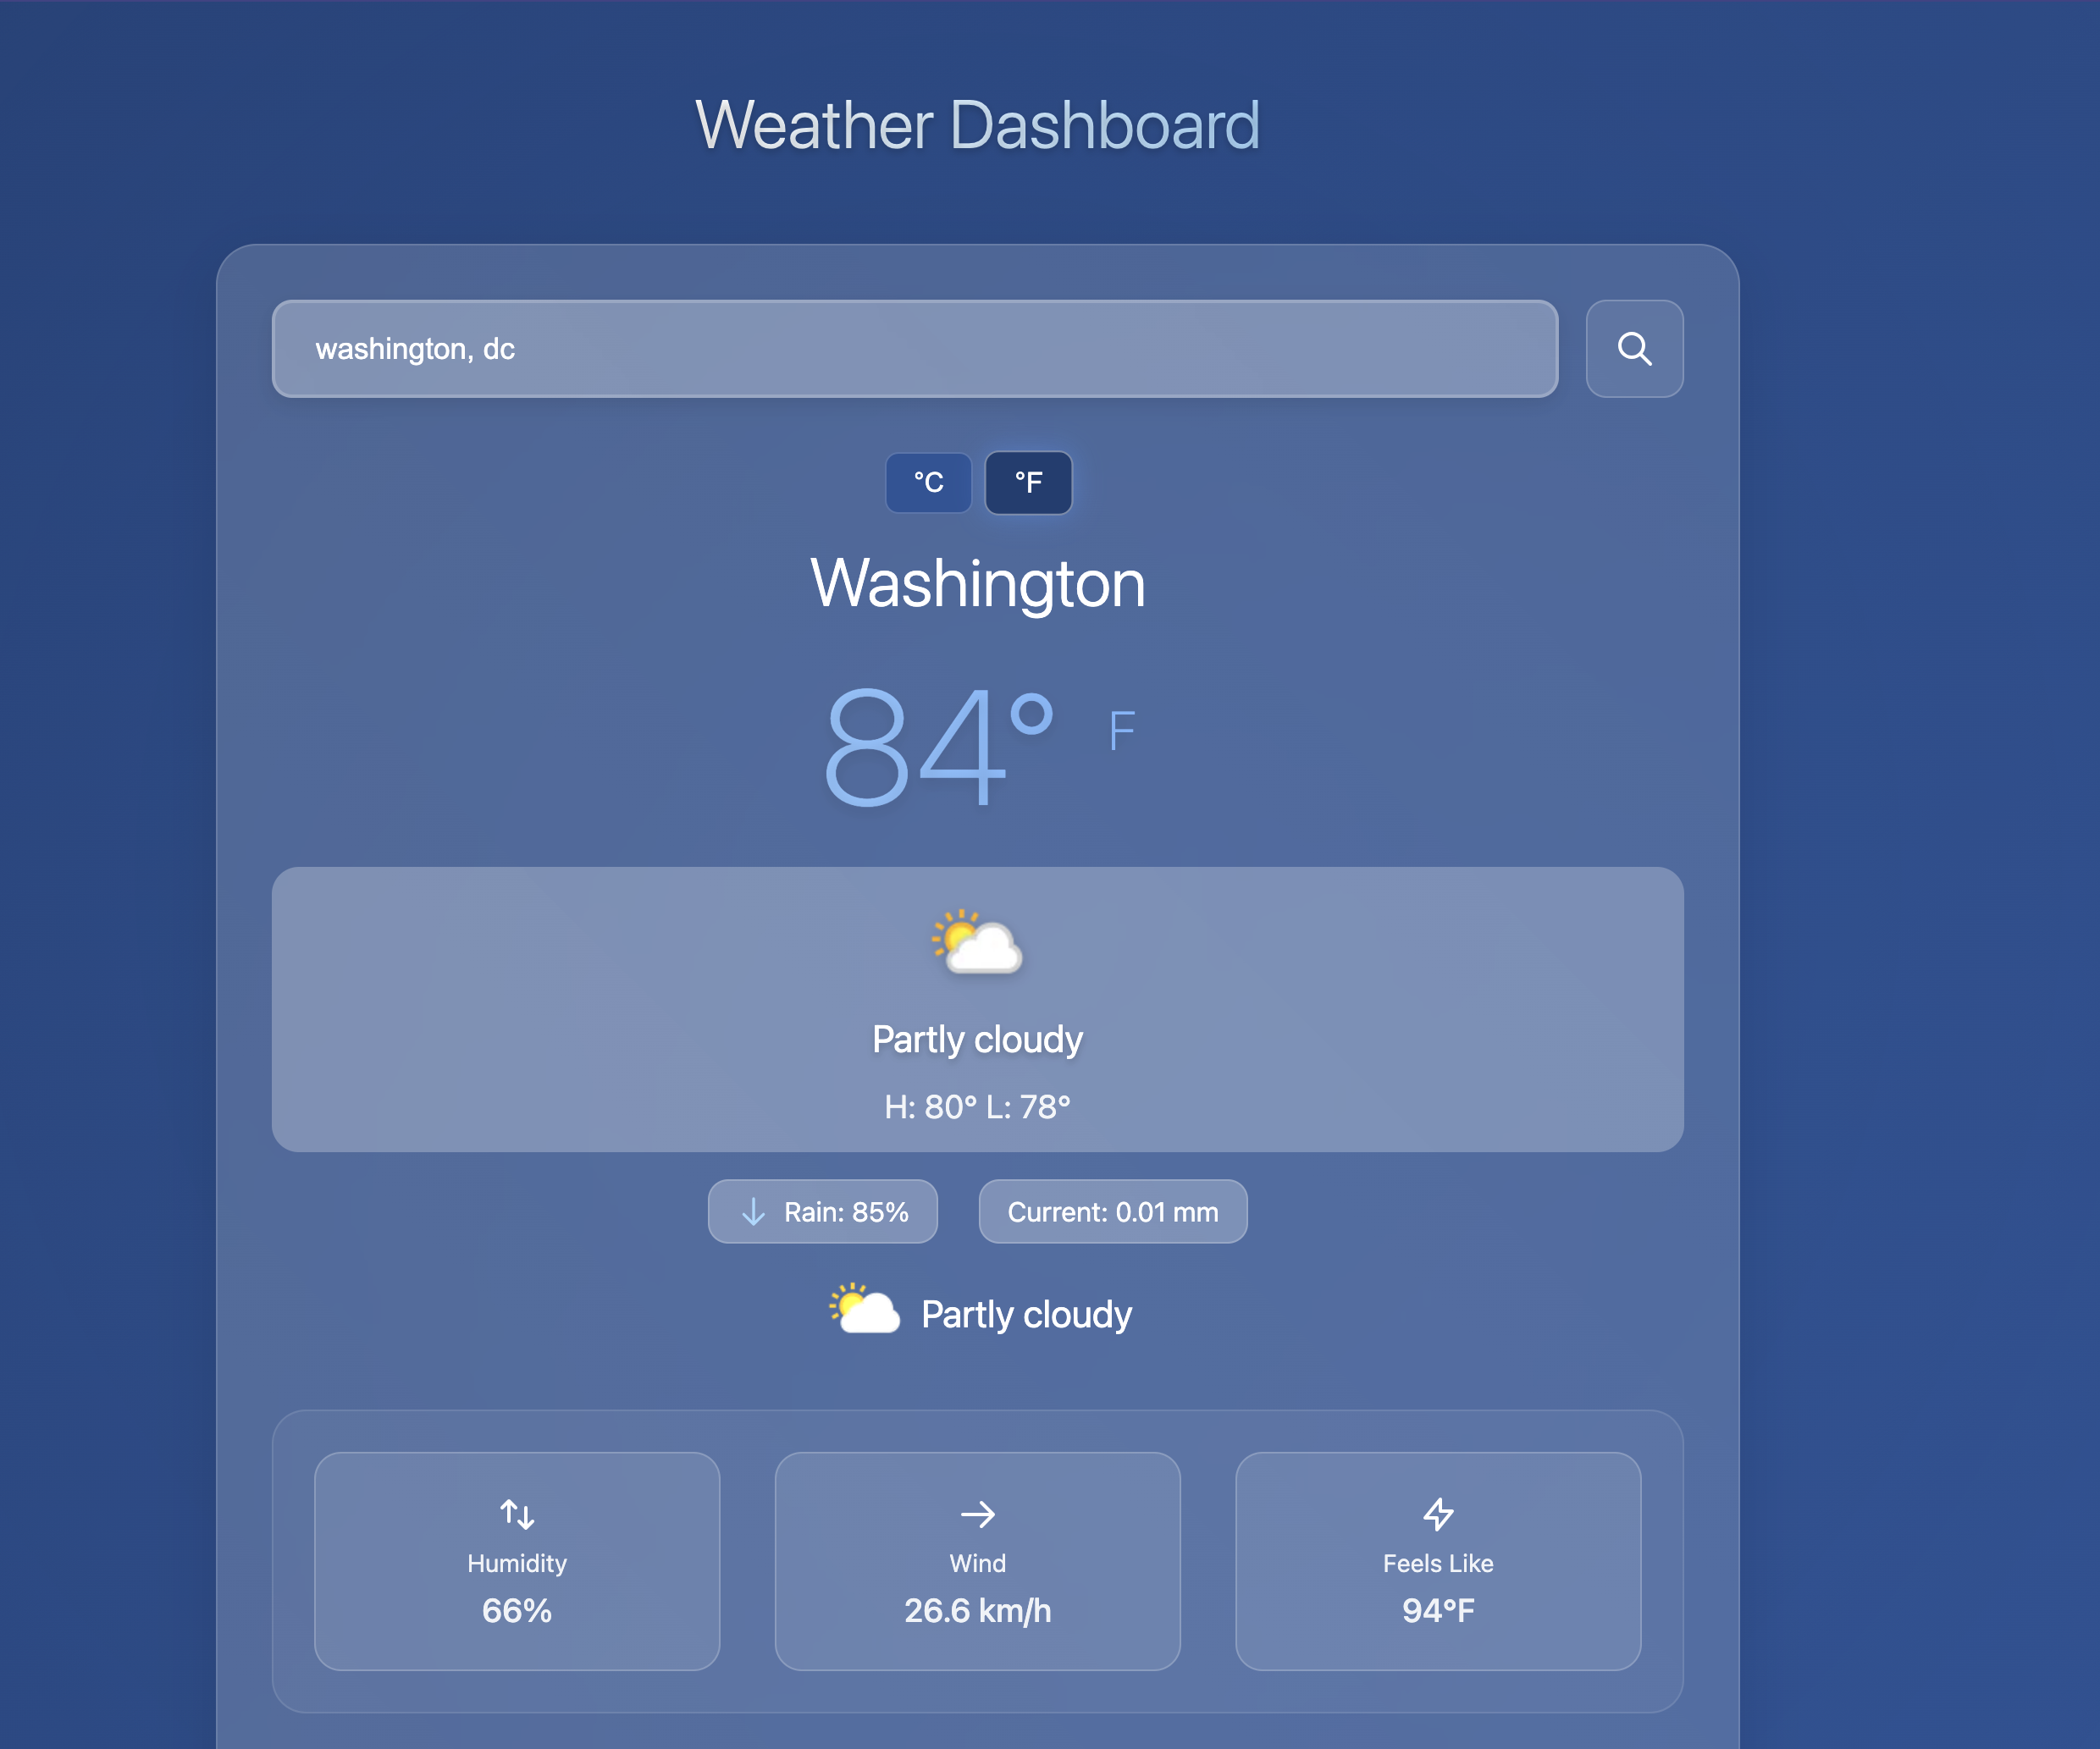 Weather Dashboard
washington, dc
°C °F
Washington
84° F
Partly cloudy
H: 80° L: 78°
Rain: 85% Current: 0.01 mm
Partly cloudy
Humidity Wind Feels Like
66% 26.6 km/h 94°F